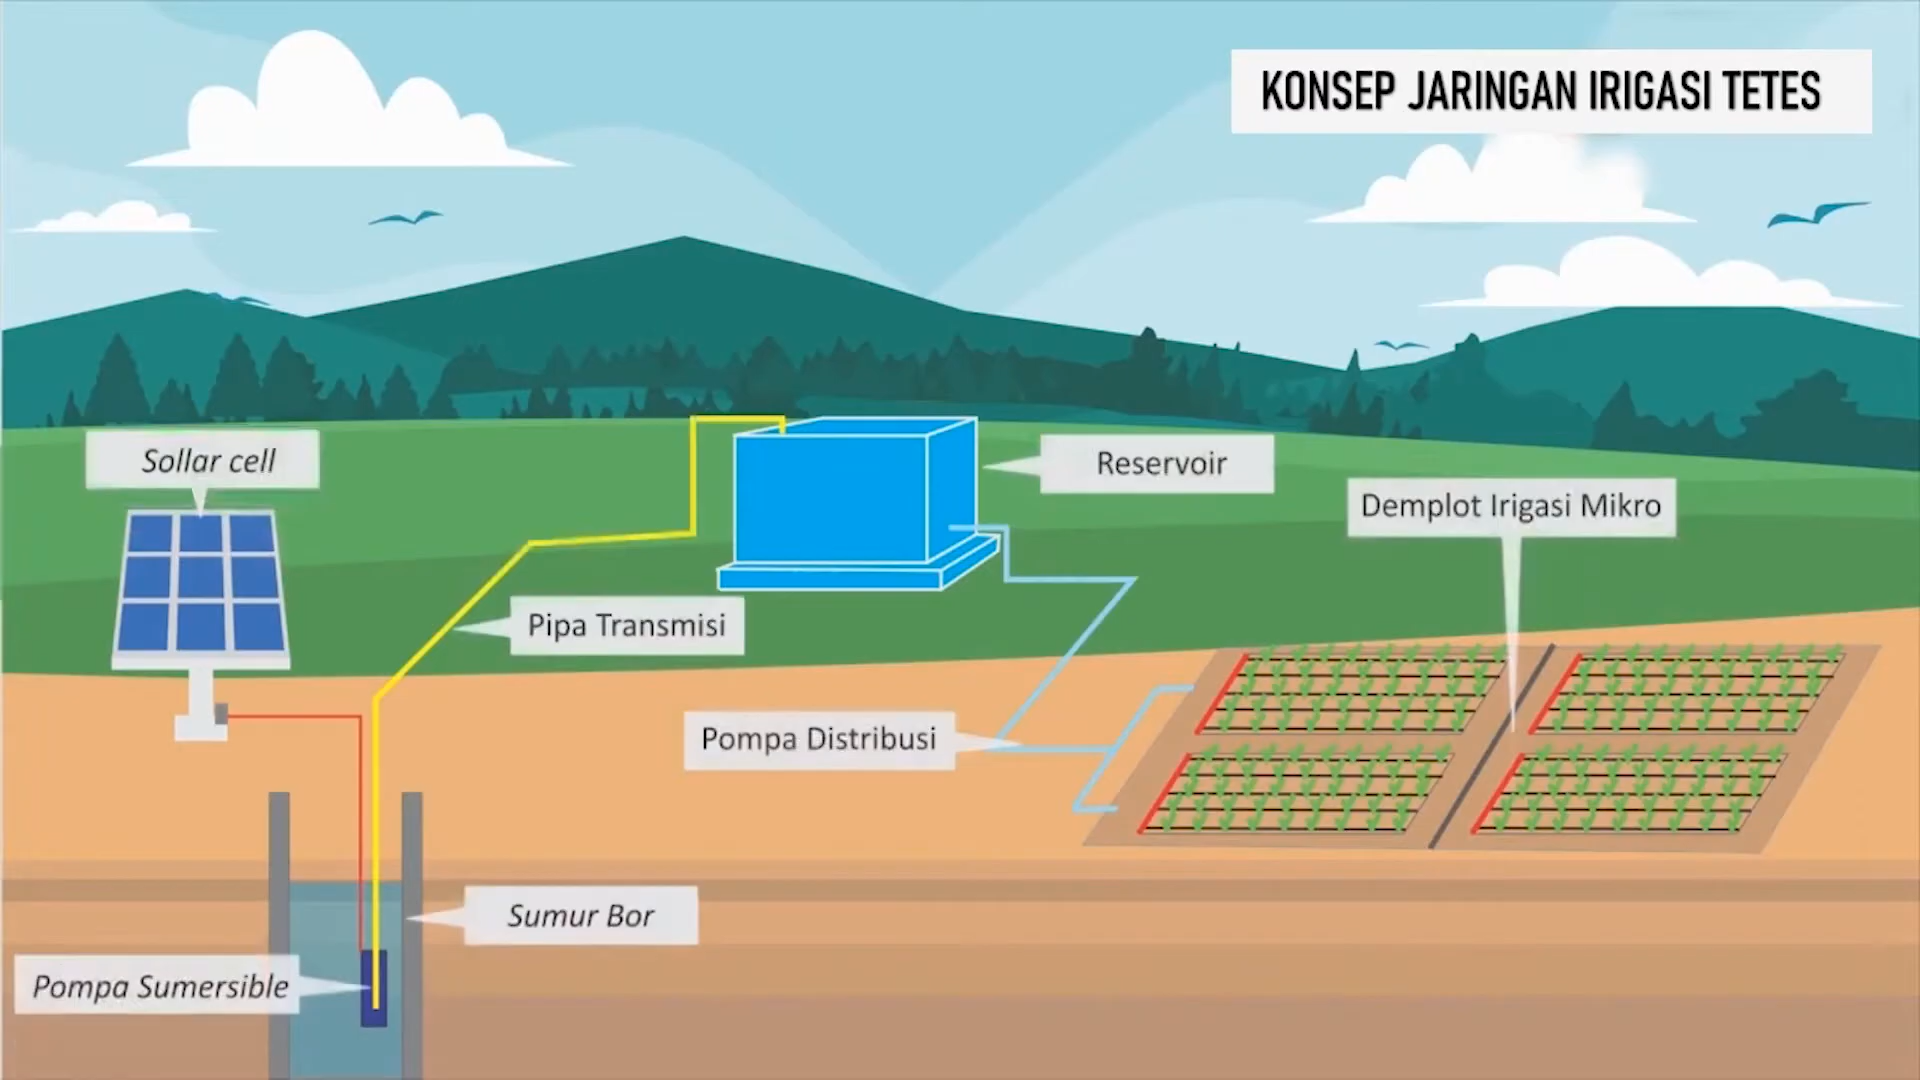 KONSEP JARINGAN IRIGASI TETES
Sollar cell
Reservoir
Demplot Irigasi Mikro
Pipa Transmisi
Pompa Distribusi
Sumur Bor
Pompa Sumersible